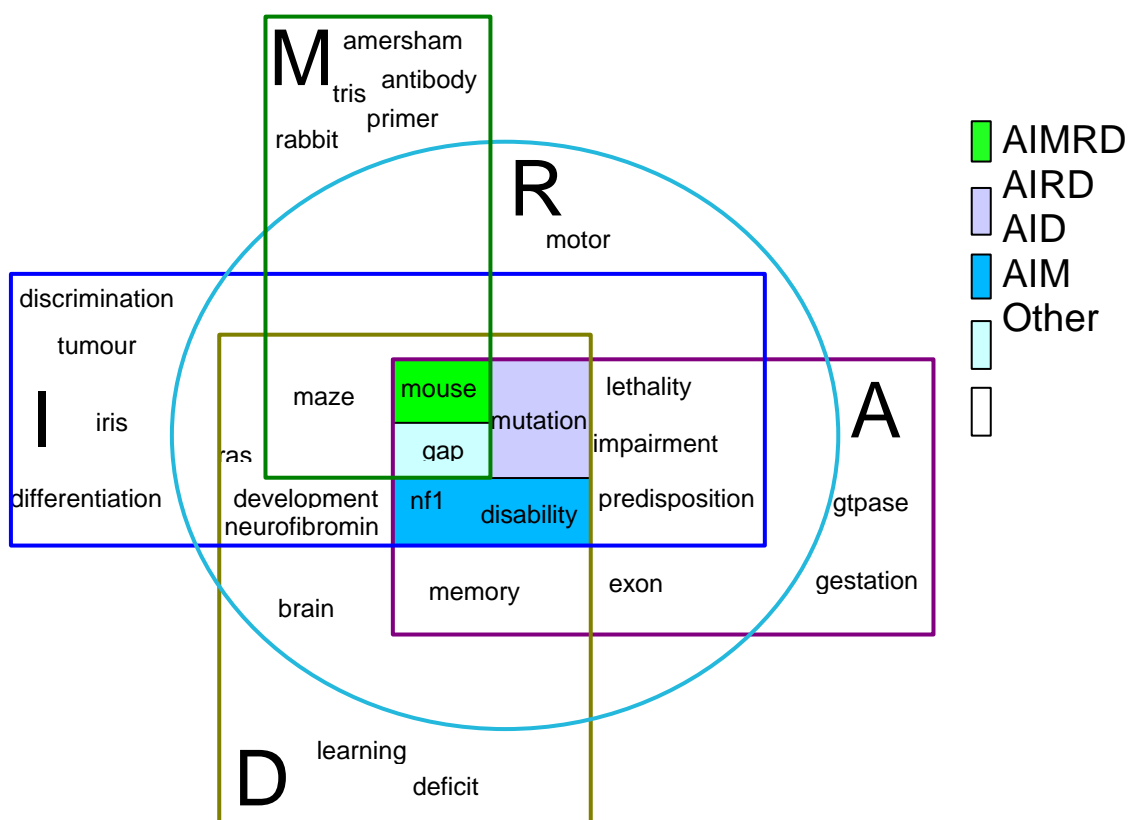 M
amersham
antibody
tris
primer
rabbit
R
motor
AIMRD
AIRD
AID
AIM
Other
discrimination
tumour
I
iris
differentiation
maze
mouse
mutation
lethality
A
ras
gap
impairment
development
nf1
disability
predisposition
gtpase
neurofibromin
brain
memory
exon
gestation
D
learning
deficit